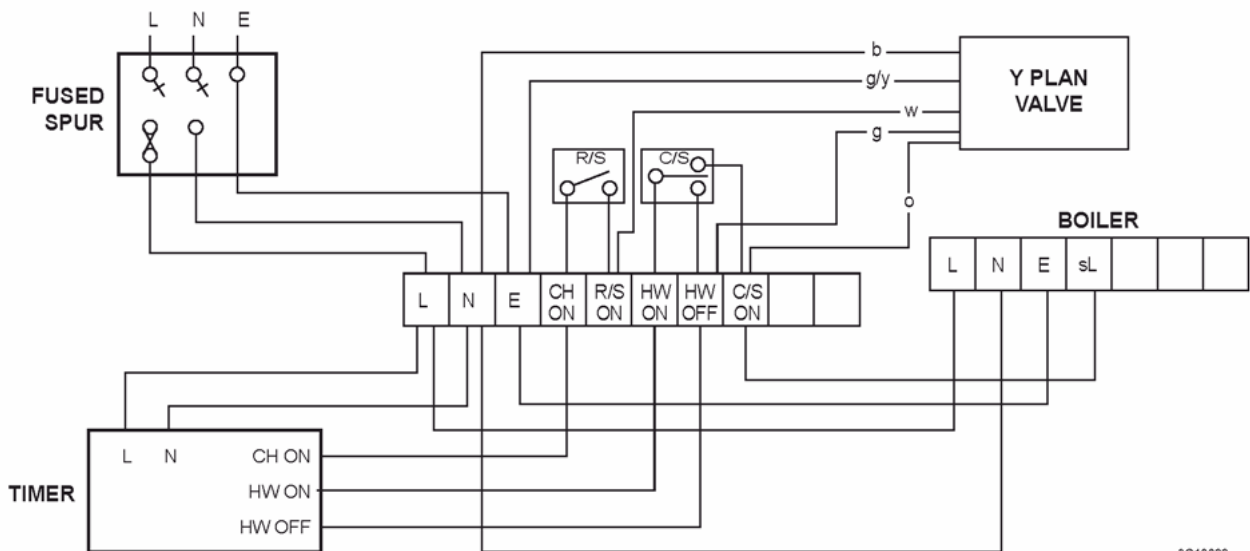 L N E
FUSED
SPUR
b
g/y
w
g
o
Y PLAN
VALVE
R/S
C/S
BOILER
L N E sL
L N E CH ON R/S ON HW ON HW OFF C/S ON
TIMER
L N
CH ON
HW ON
HW OFF